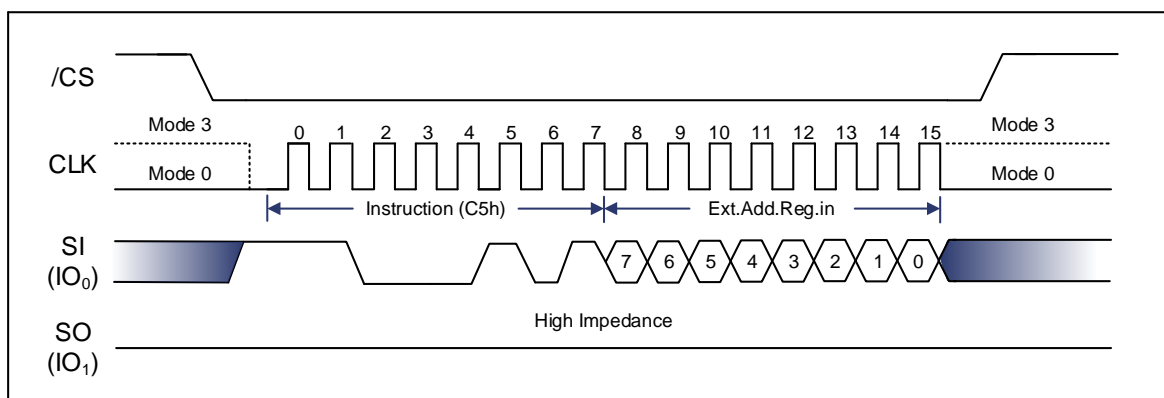 /CS
Mode 3
Mode 3
0 1 2 3 4 5 6 7 8 9 10 11 12 13 14 15
CLK
Mode 0
Mode 0
Instruction (C5h)
Ext.Add.Reg.in
SI
(IO₀)
7 6 5 4 3 2 1 0
High Impedance
SO
(IO₁)